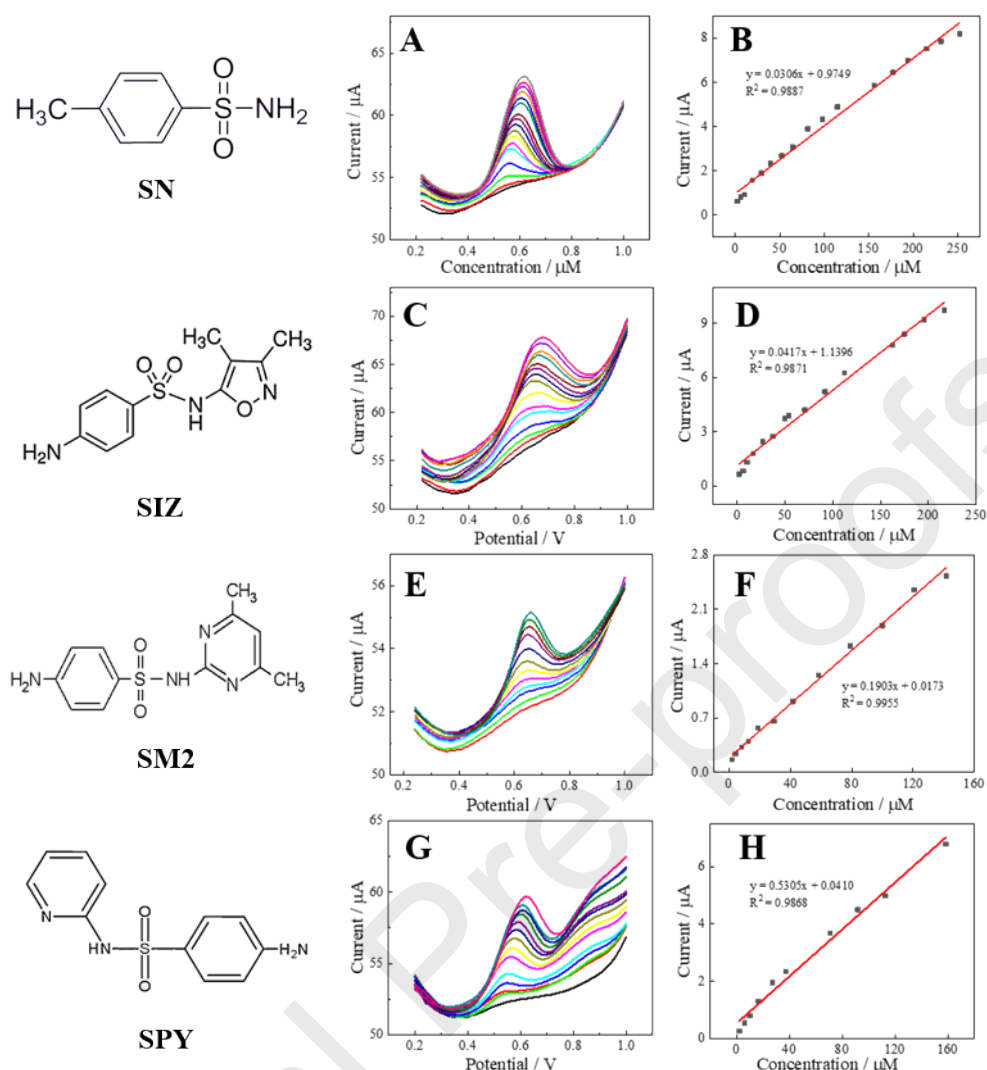 A
B
65
60
55
50
Current / μA
0.2 0.4 0.6 0.8 1.0
Concentration / μM
8
6
4
2
0
Current / μA
y = 0.0306x + 0.9749
R² = 0.9887
0 50 100 150 200 250
Concentration / μM
H₃C
O
S
O
NH₂
SN
C
D
70
65
60
55
50
Current / μA
0.2 0.4 0.6 0.8 1.0
Potential / V
9
6
3
0
Current / μA
y = 0.0417x + 1.1396
R² = 0.9871
0 50 100 150 200 250
Concentration / μM
H₃C
CH₃
O
O
S
N
NH
O
H₂N
SIZ
E
F
56
54
52
50
Current / μA
0.2 0.4 0.6 0.8 1.0
Potential / V
2.8
2.1
1.4
0.7
0.0
Current / μA
y = 0.1903x + 0.0173
R² = 0.9955
0 40 80 120 160
Concentration / μM
CH₃
N
O
H₂N
S
NH
N
CH₃
O
SM2
G
H
65
60
55
50
Current / μA
0.2 0.4 0.6 0.8 1.0
Potential / V
6
4
2
0
Current / μA
y = 0.5305x + 0.0410
R² = 0.9868
0 40 80 120 160
Concentration / μM
N
O
HN
S
O
H₂N
SPY
Pre-proofs